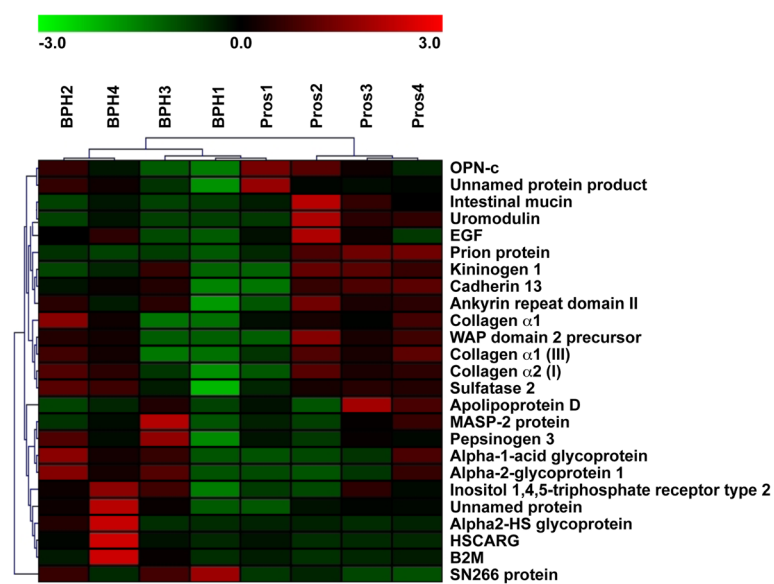 -3.0 0.0 3.0
BPH2 BPH4 BPH3 BPH1 Pros1 Pros2 Pros3 Pros4
OPN-c
Unnamed protein product
Intestinal mucin
Uromodulin
EGF
Prion protein
Kininogen 1
Cadherin 13
Ankyrin repeat domain II
Collagen α1
WAP domain 2 precursor
Collagen α1 (III)
Collagen α2 (I)
Sulfatase 2
Apolipoprotein D
MASP-2 protein
Pepsinogen 3
Alpha-1-acid glycoprotein
Alpha-2-glycoprotein 1
Inositol 1,4,5-triphosphate receptor type 2
Unnamed protein
Alpha2-HS glycoprotein
HSCARG
B2M
SN266 protein